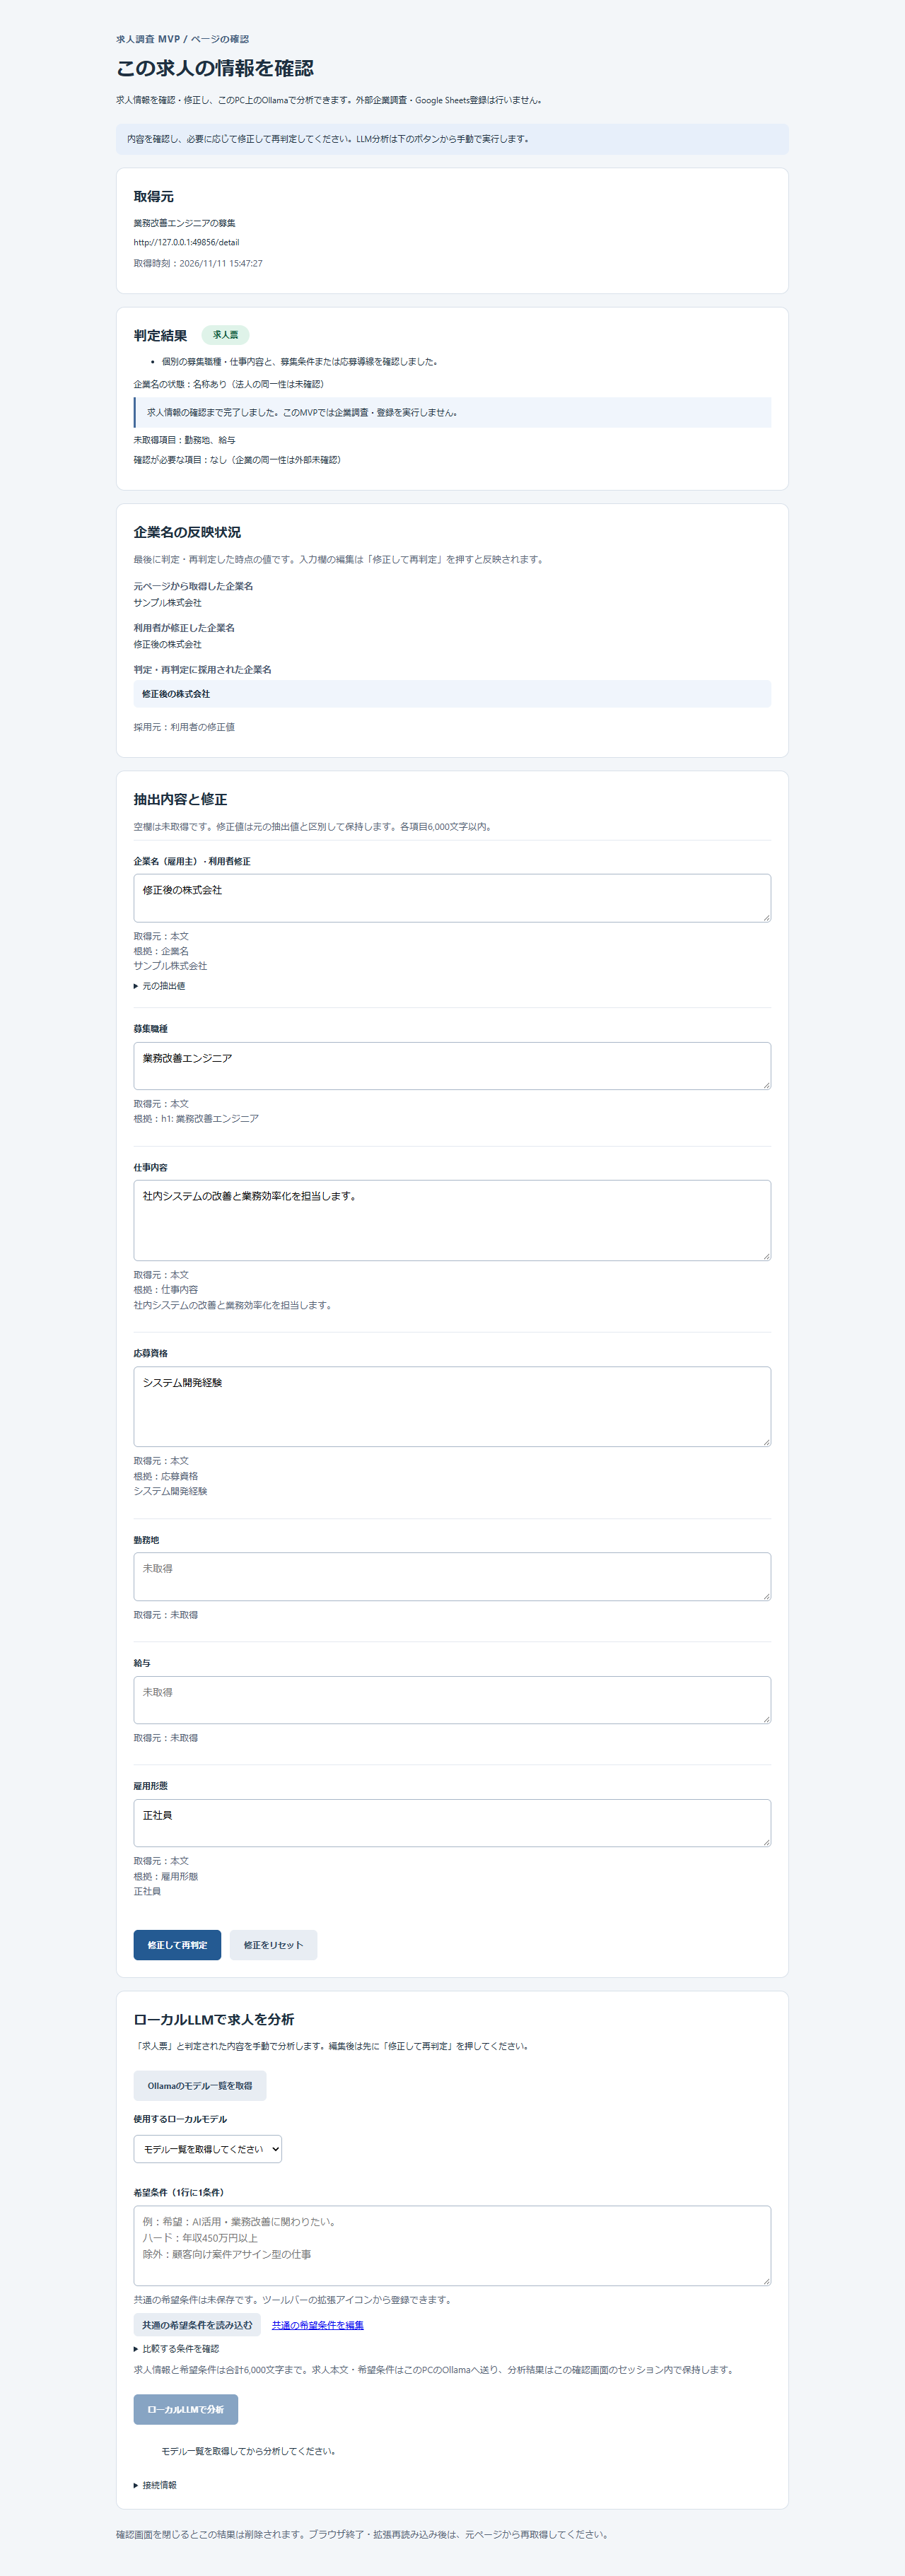 求人調査 MVP / ページの確認
この求人の情報を確認
求人情報を確認・修正し、このPC上のOllamaで分析できます。外部企業調査・Google Sheets登録は行いません。
内容を確認し、必要に応じて修正して再判定してください。LLM分析は下のボタンから手動で実行します。
取得元
業務改善エンジニアの募集
http://127.0.0.1:49856/detail
取得時刻：2026/11/11 15:47:27
判定結果 求人票
• 個別の募集職種・仕事内容と、募集条件または応募導線を確認しました。
企業名の状態：名称あり（法人の同一性は未確認）
求人情報の確認まで完了しました。このMVPでは企業調査・登録を実行しません。
未取得項目：勤務地、給与
確認が必要な項目：なし（企業の同一性は外部未確認）
企業名の反映状況
最後に判定・再判定した時点の値です。入力欄の編集は「修正して再判定」を押すと反映されます。
元ページから取得した企業名
サンプル株式会社
利用者が修正した企業名
修正後の株式会社
判定・再判定に採用された企業名
修正後の株式会社
採用元：利用者の修正値
抽出内容と修正
空欄は未取得です。修正値は元の抽出値と区別して保持します。各項目6,000文字以内。
企業名（雇用主）・利用者修正
修正後の株式会社
取得元：本文
根拠：企業名
サンプル株式会社
▶ 元の抽出値
募集職種
業務改善エンジニア
取得元：本文
根拠：h1: 業務改善エンジニア
仕事内容
社内システムの改善と業務効率化を担当します。
取得元：本文
根拠：仕事内容
社内システムの改善と業務効率化を担当します。
応募資格
システム開発経験
取得元：本文
根拠：応募資格
システム開発経験
勤務地
未取得
取得元：未取得
給与
未取得
取得元：未取得
雇用形態
正社員
取得元：本文
根拠：雇用形態
正社員
修正して再判定 修正をリセット
ローカルLLMで求人を分析
「求人票」と判定された内容を手動で分析します。編集後は先に「修正して再判定」を押してください。
Ollamaのモデル一覧を取得
使用するローカルモデル
モデル一覧を取得してください
希望条件（1行に1条件）
例：希望：AI活用・業務改善に関わりたい。
ハード：年収450万円以上
除外：顧客向け案件アサイン型の仕事
共通の希望条件は未保存です。ツールバーの拡張アイコンから登録できます。
共通の希望条件を読み込む 共通の希望条件を編集
▶ 比較する条件を確認
求人情報と希望条件は合計6,000文字まで。求人本文・希望条件はこのPCのOllamaへ送り、分析結果はこの確認画面のセッション内で保持します。
ローカルLLMで分析
モデル一覧を取得してから分析してください。
▶ 接続情報
確認画面を閉じるとこの結果は削除されます。ブラウザ終了・拡張再読み込み後は、元ページから再取得してください。